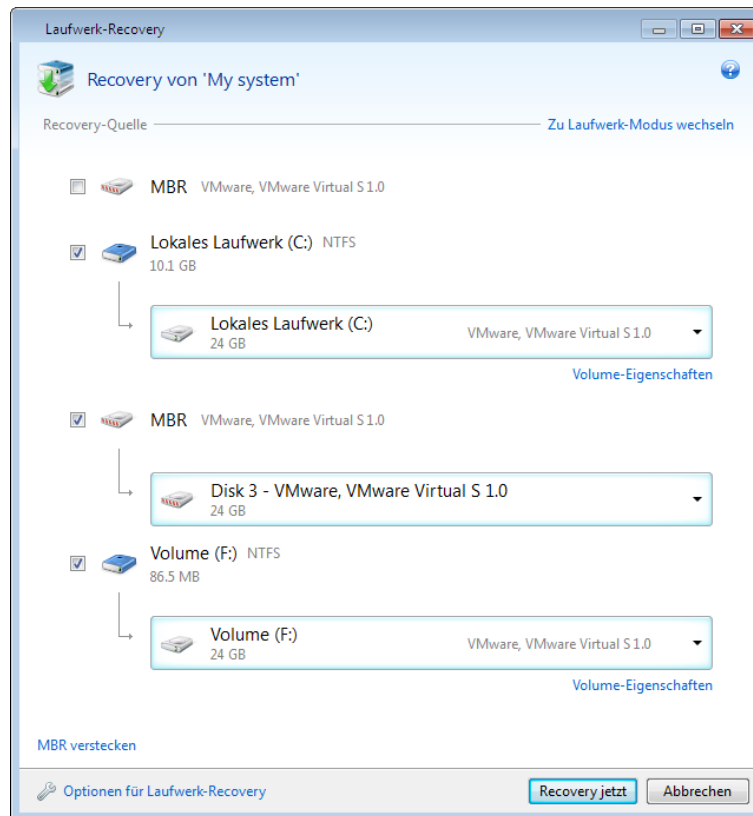 Laufwerk-Recovery
Recovery von 'My system'
Recovery-Quelle
Zu Laufwerk-Modus wechseln
MBR VMware, VMware Virtual S 1.0
Lokales Laufwerk (C:) NTFS
10.1 GB
Lokales Laufwerk (C:) VMware, VMware Virtual S 1.0
24 GB
Volume-Eigenschaften
MBR VMware, VMware Virtual S 1.0
Disk 3 - VMware, VMware Virtual S 1.0
24 GB
Volume (F:) NTFS
86.5 MB
Volume (F:) VMware, VMware Virtual S 1.0
24 GB
Volume-Eigenschaften
MBR verstecken
Optionen für Laufwerk-Recovery
Recovery jetzt
Abbrechen